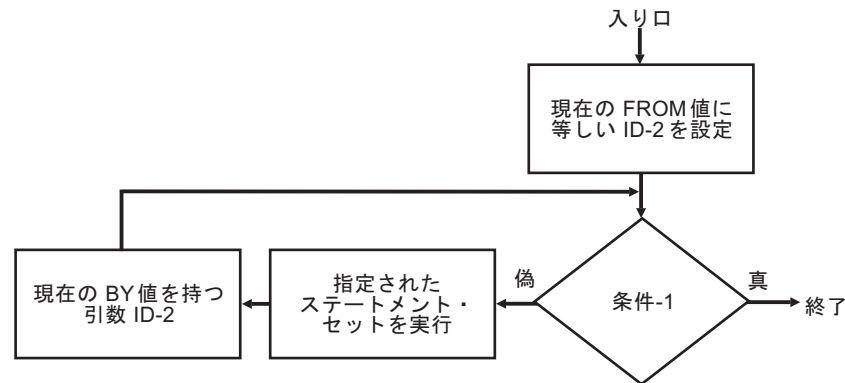 入り口
現在の FROM 値に
等しい ID-2 を設定
現在の BY 値を持つ
引数 ID-2
指定された
ステートメント・
セットを実行
偽
条件-1
真
終了